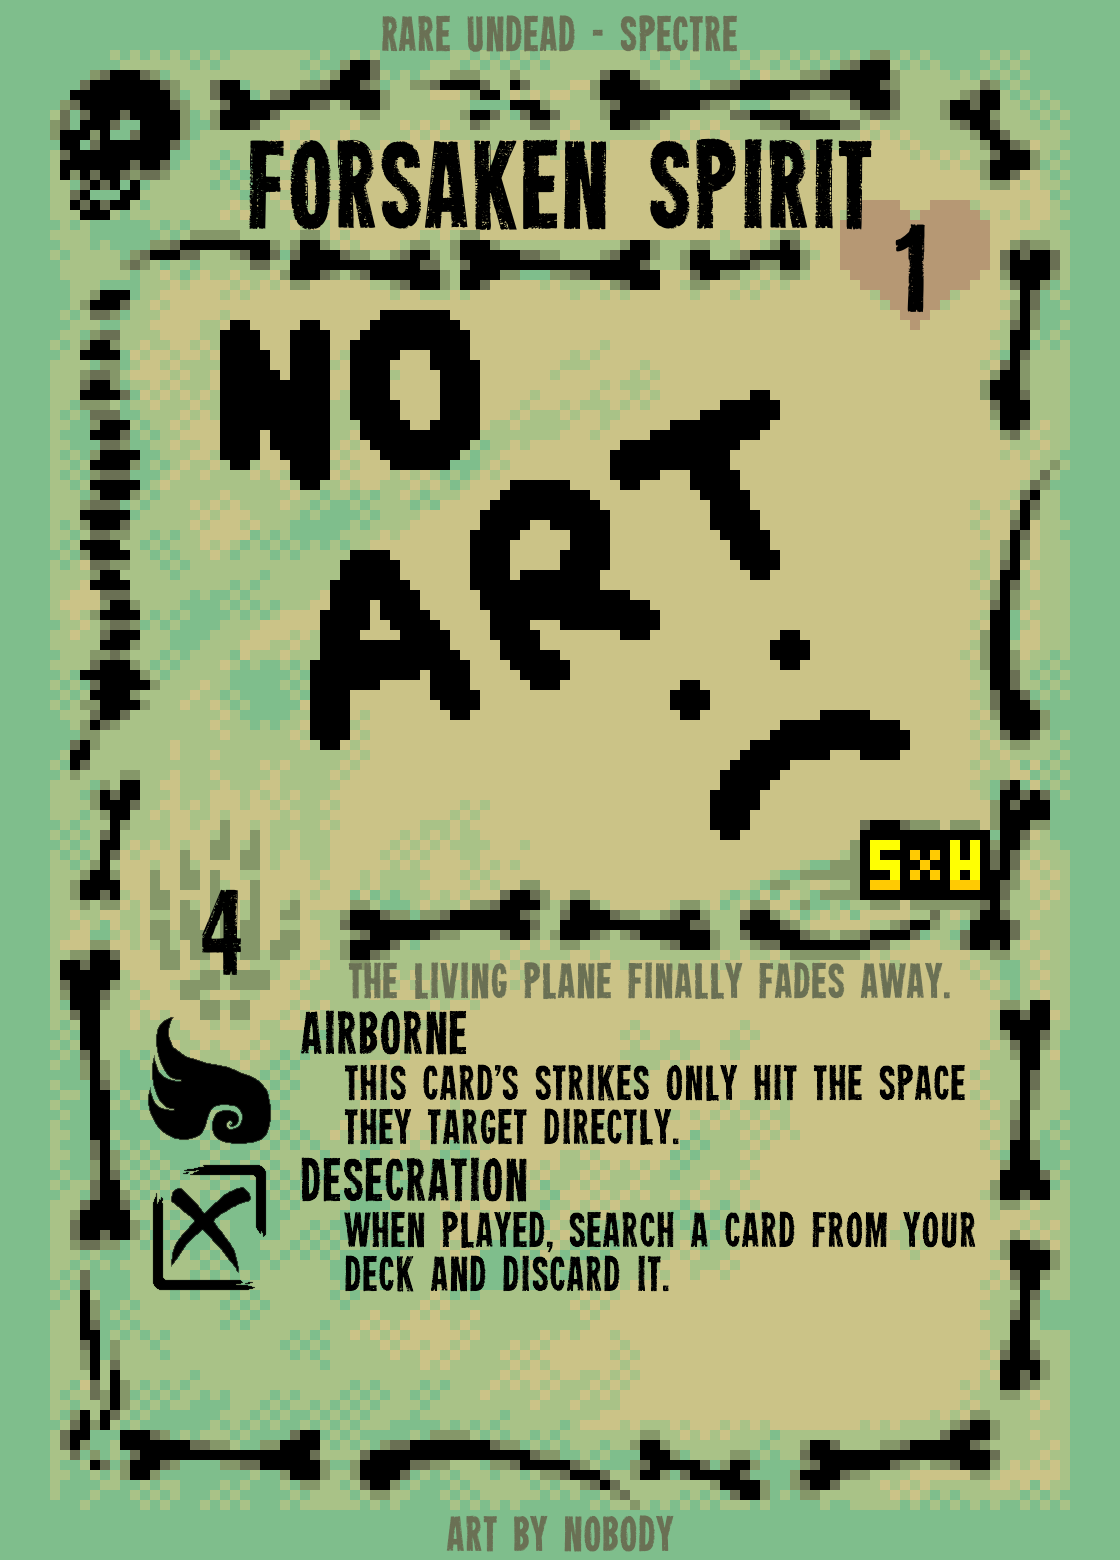 RARE UNDEAD - SPECTRE
FORSAKEN SPIRIT
1
NO
ART
:(
5x8
4
THE LIVING PLANE FINALLY FADES AWAY.
AIRBORNE
THIS CARD'S STRIKES ONLY HIT THE SPACE
THEY TARGET DIRECTLY.
DESECRATION
WHEN PLAYED, SEARCH A CARD FROM YOUR
DECK AND DISCARD IT.
ART BY NOBODY